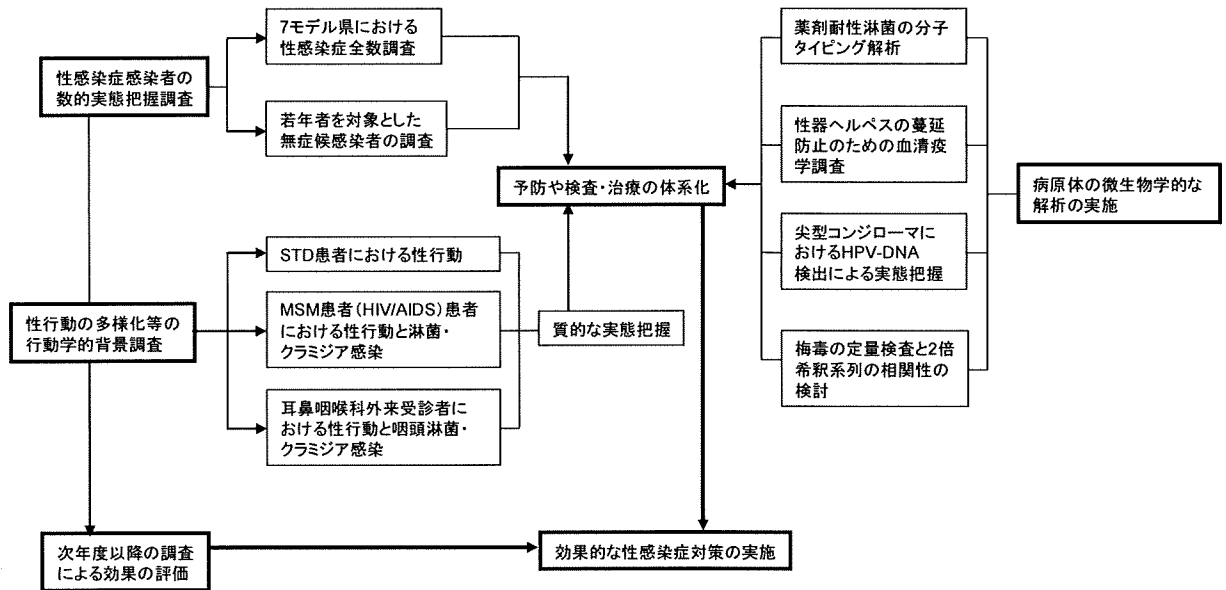 性感染症感染者の
数的実態把握調査
7モデル県における
性感染症全数調査
若年者を対象とした
無症候感染者の調査
性行動の多様化等の
行動学的背景調査
STD患者における性行動
MSM患者（HIV/AIDS）患者
における性行動と淋菌・
クラミジア感染
耳鼻咽喉科外来受診者に
おける性行動と咽頭淋菌・
クラミジア感染
質的な実態把握
予防や検査・治療の体系化
薬剤耐性淋菌の分子
タイピング解析
性器ヘルペスの蔓延
防止のための血清疫
学調査
尖型コンジローマに
おけるHPV-DNA
検出による実態把握
梅毒の定量検査と2倍
希釈系列の相関性の
検討
病原体の微生物学的な
解析の実施
次年度以降の調査
による効果の評価
効果的な性感染症対策の実施